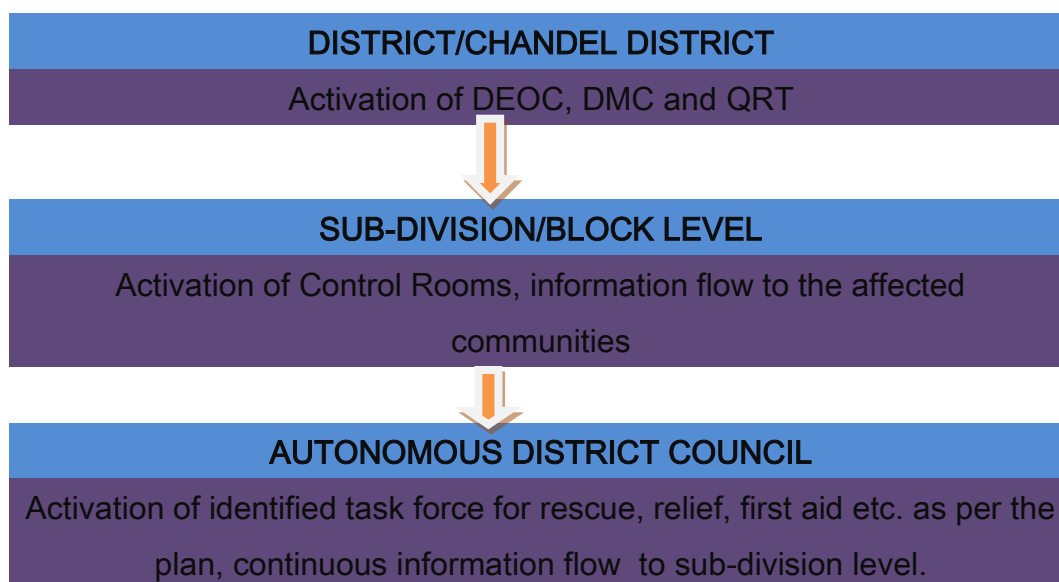 DISTRICT/CHANDEL DISTRICT
Activation of DEOC, DMC and QRT
SUB-DIVISION/BLOCK LEVEL
Activation of Control Rooms, information flow to the affected
communities
AUTONOMOUS DISTRICT COUNCIL
Activation of identified task force for rescue, relief, first aid etc. as per the
plan, continuous information flow  to sub-division level.